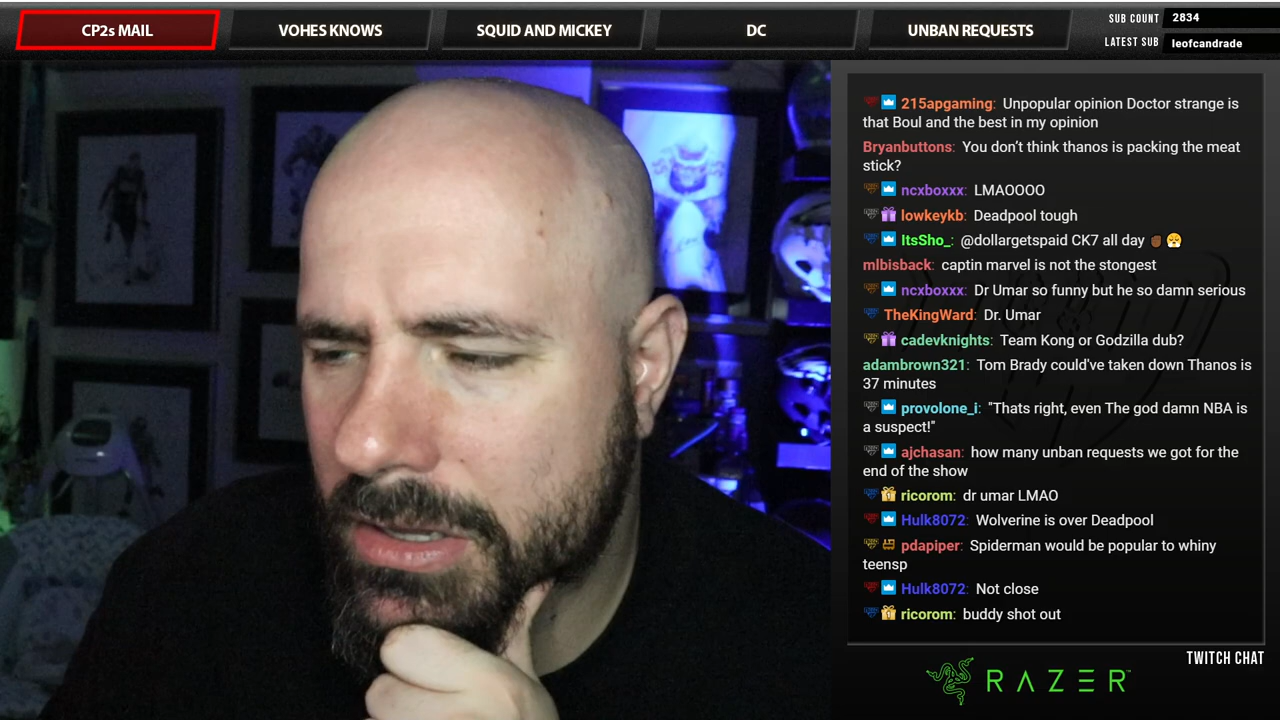 CP2s MAIL
VOHES KNOWS
SQUID AND MICKEY
DC
UNBAN REQUESTS
SUB COUNT 2834
LATEST SUB leofcandrade
215apgaming: Unpopular opinion Doctor strange is
that Boul and the best in my opinion
Bryanbuttons: You don't think thanos is packing the meat
stick?
ncxboxxx: LMAOOOO
lowkeykb: Deadpool tough
ItsSho_: @dollargetspaid CK7 all day
mlbisback: captin marvel is not the stongest
ncxboxxx: Dr Umar so funny but he so damn serious
TheKingWard: Dr. Umar
cadevknights: Team Kong or Godzilla dub?
adambrown321: Tom Brady could've taken down Thanos is
37 minutes
provolone_i: "Thats right, even The god damn NBA is
a suspect!"
ajchasan: how many unban requests we got for the
end of the show
ricorom: dr umar LMAO
Hulk8072: Wolverine is over Deadpool
pdapiper: Spiderman would be popular to whiny
teensp
Hulk8072: Not close
ricorom: buddy shot out
TWITCH CHAT
RAZER